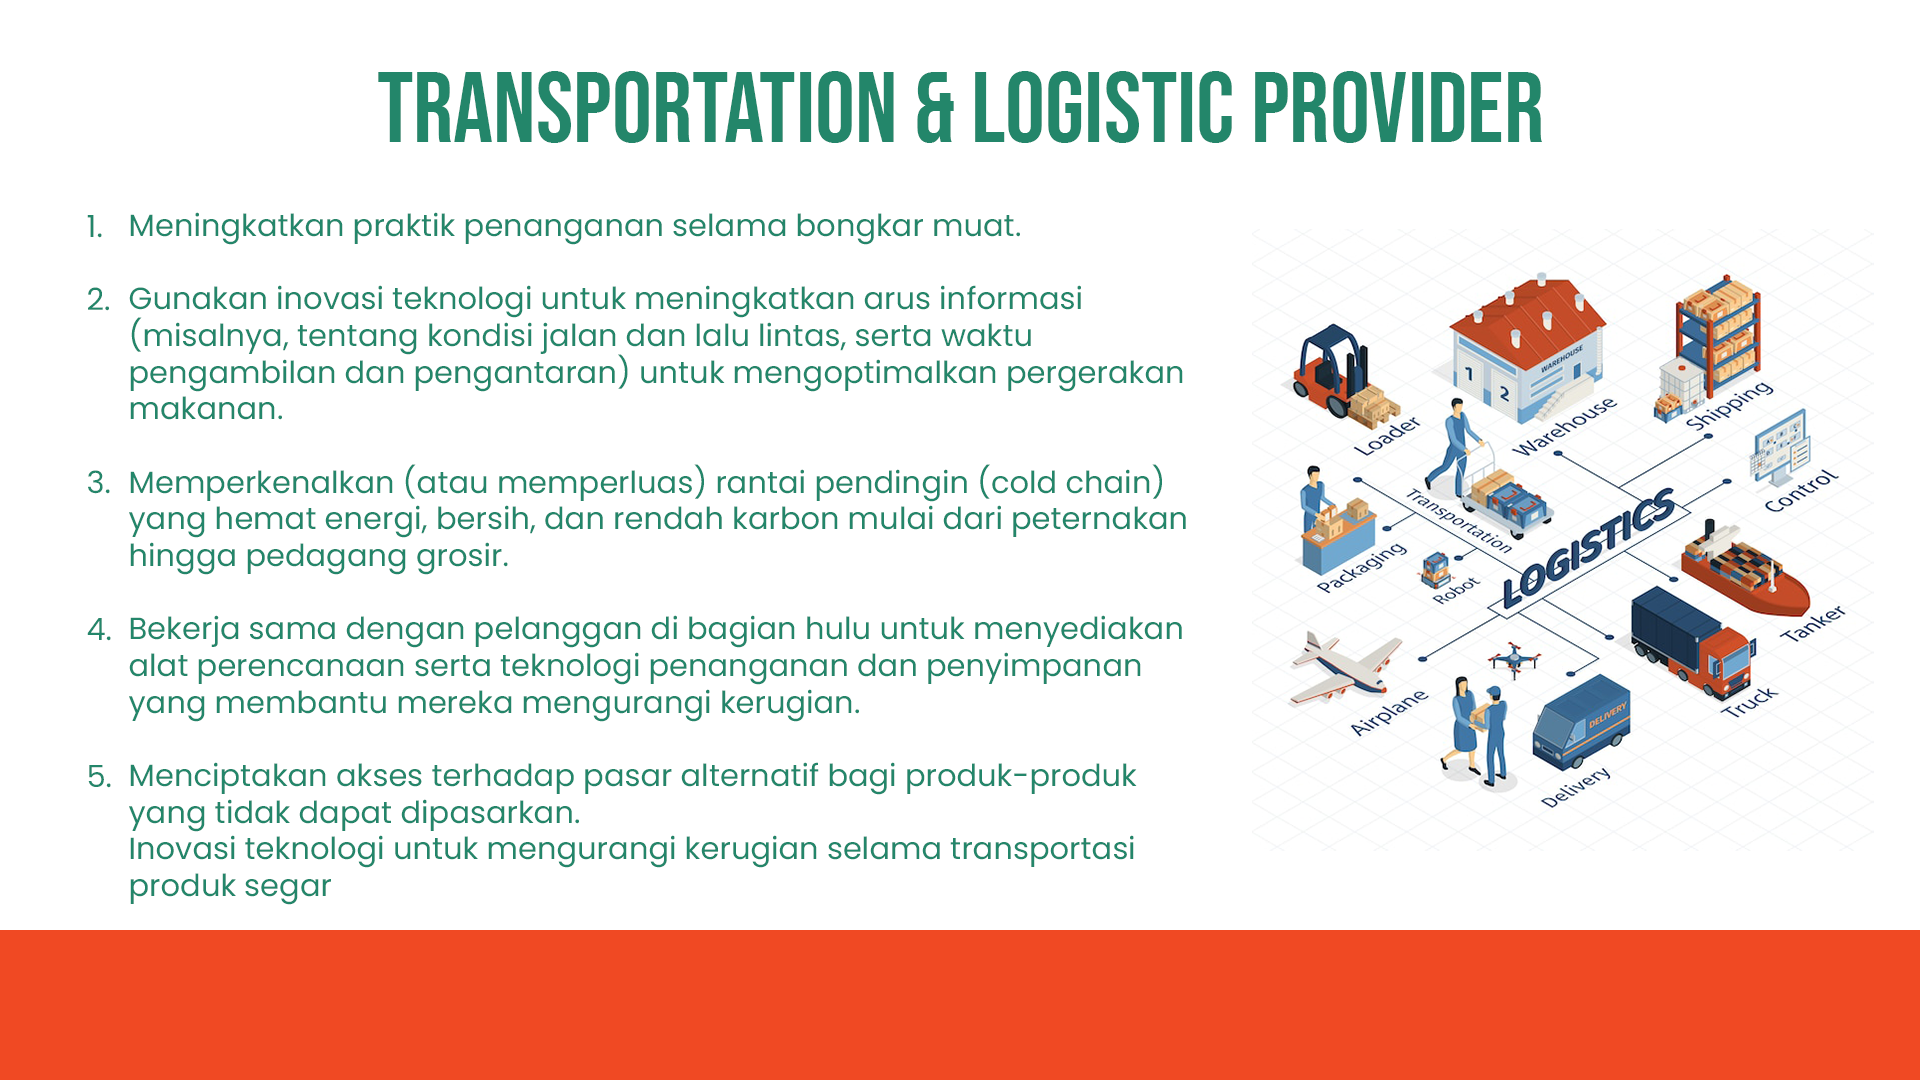 TRANSPORTATION & LOGISTIC PROVIDER
1. Meningkatkan praktik penanganan selama bongkar muat.
2. Gunakan inovasi teknologi untuk meningkatkan arus informasi
(misalnya, tentang kondisi jalan dan lalu lintas, serta waktu
pengambilan dan pengantaran) untuk mengoptimalkan pergerakan
makanan.
3. Memperkenalkan (atau memperluas) rantai pendingin (cold chain)
yang hemat energi, bersih, dan rendah karbon mulai dari peternakan
hingga pedagang grosir.
4. Bekerja sama dengan pelanggan di bagian hulu untuk menyediakan
alat perencanaan serta teknologi penanganan dan penyimpanan
yang membantu mereka mengurangi kerugian.
5. Menciptakan akses terhadap pasar alternatif bagi produk-produk
yang tidak dapat dipasarkan.
Inovasi teknologi untuk mengurangi kerugian selama transportasi
produk segar
WAREHOUSE
1
2
Loader
Warehouse
Shipping
Control
Transportation
Packaging
Robot
LOGISTICS
Tanker
Truck
Airplane
DELIVERY
Delivery